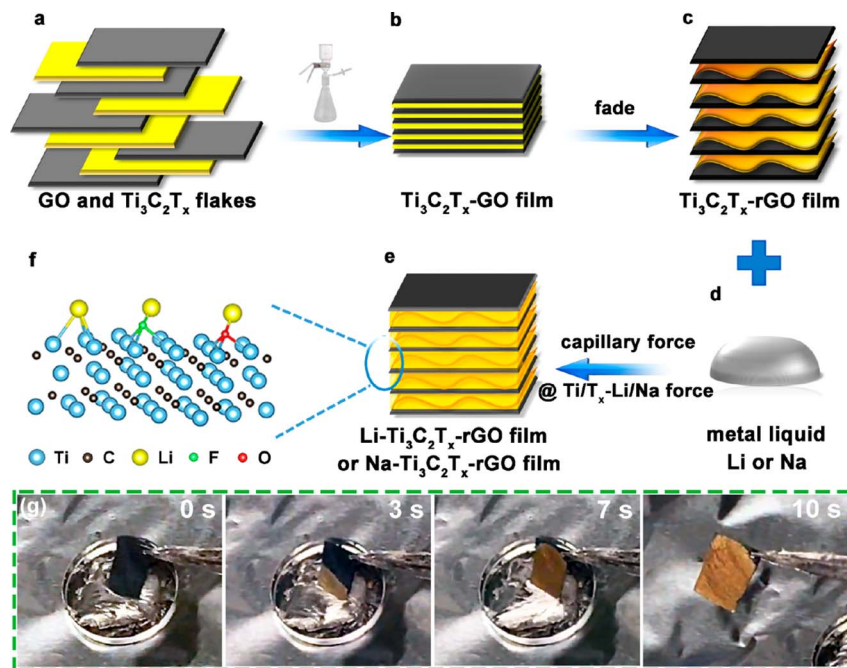 a
b
c
fade
GO and Ti₃C₂Tₓ flakes
Ti₃C₂Tₓ-GO film
Ti₃C₂Tₓ-rGO film
f
e
d
capillary force
@ Ti/Tₓ-Li/Na force
Ti C Li F O
Li-Ti₃C₂Tₓ-rGO film
or Na-Ti₃C₂Tₓ-rGO film
metal liquid
Li or Na
(g)
0 s
3 s
7 s
10 s